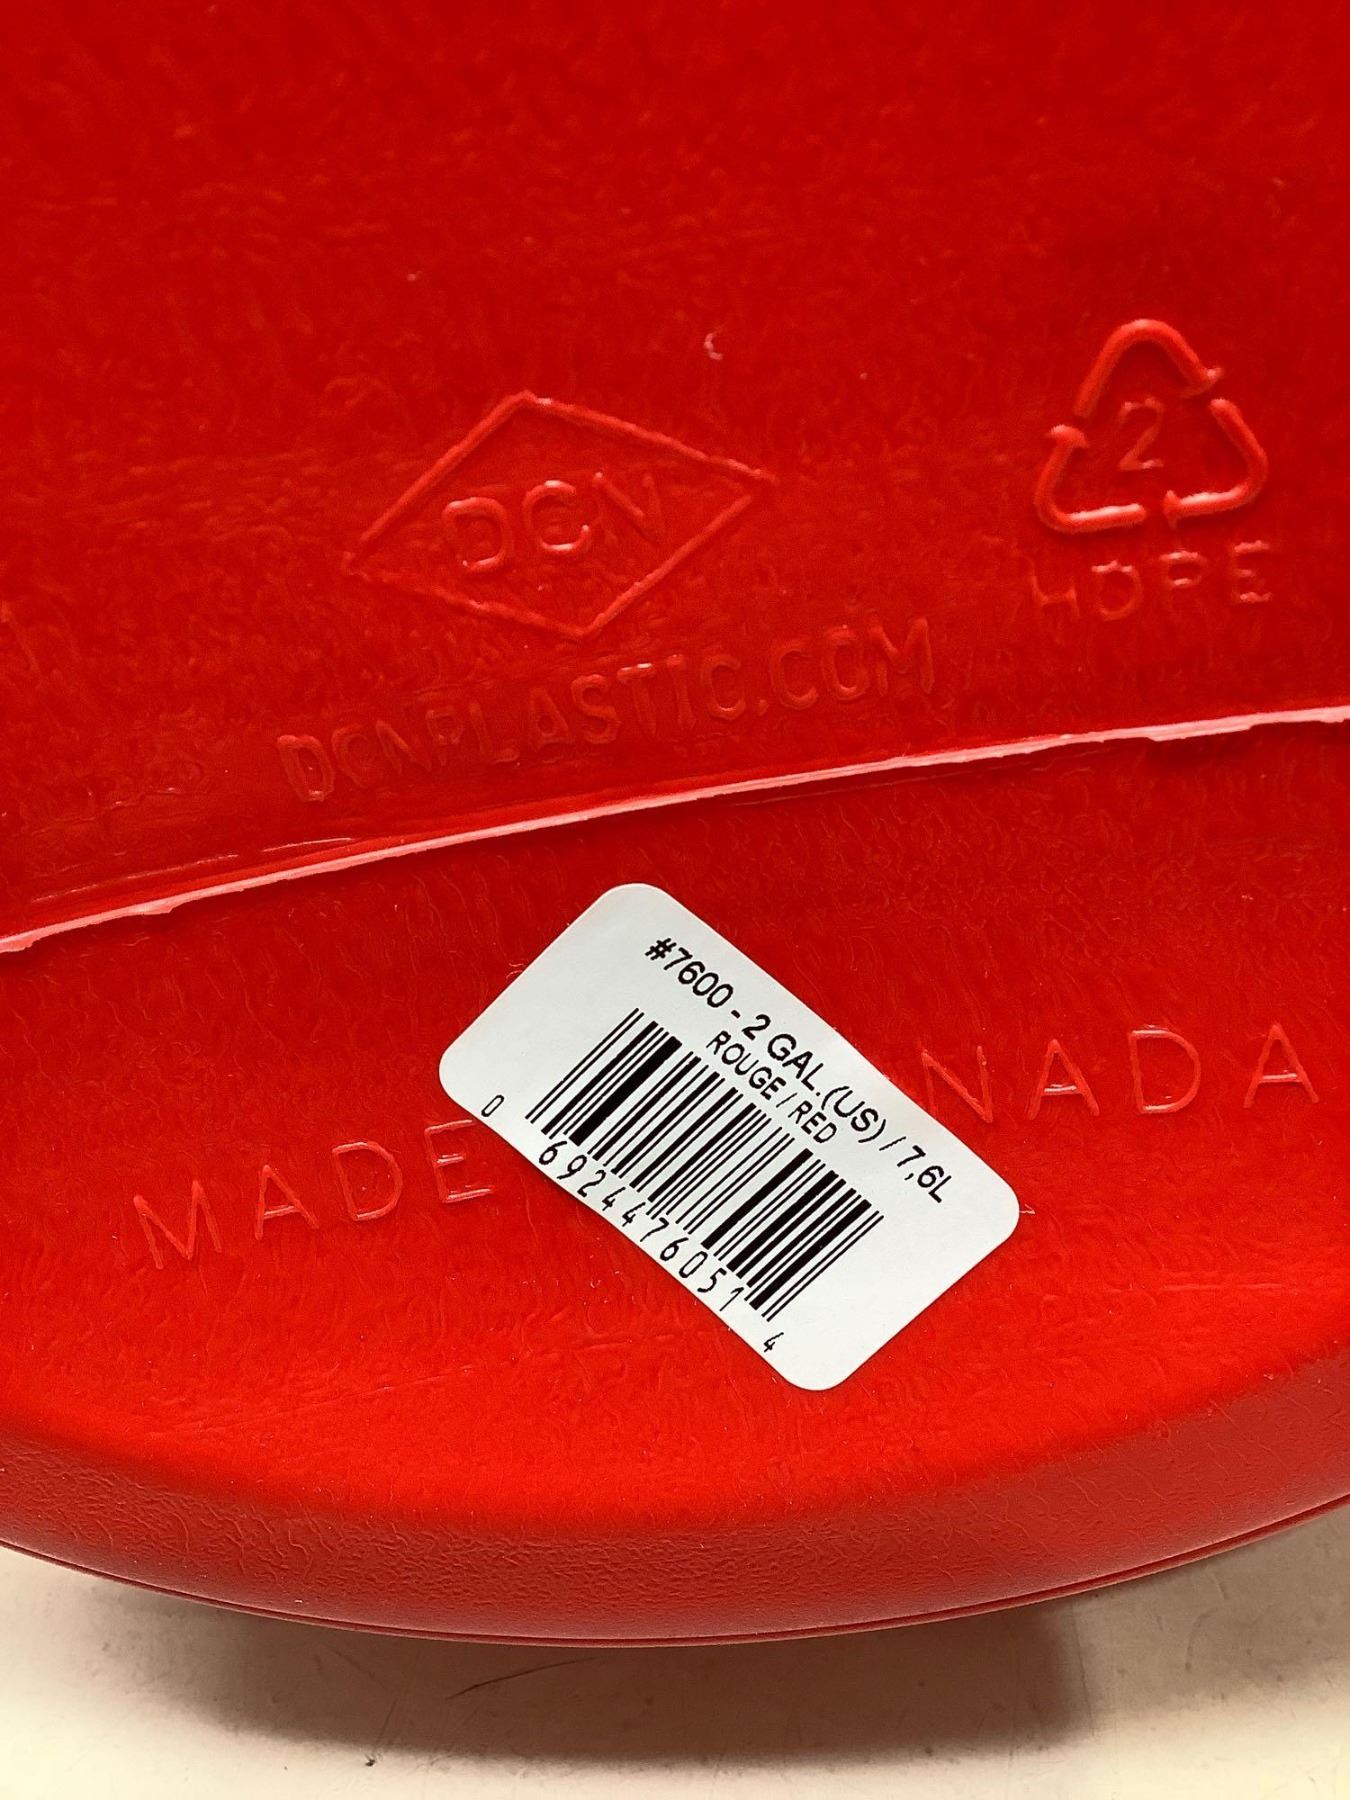 DCN
2
HDPE
DCNPLASTIC.COM
#7600 - 2 GAL.(US) / 7,6L
ROUGE / RED
0 69244 76051 4
MADE NADA